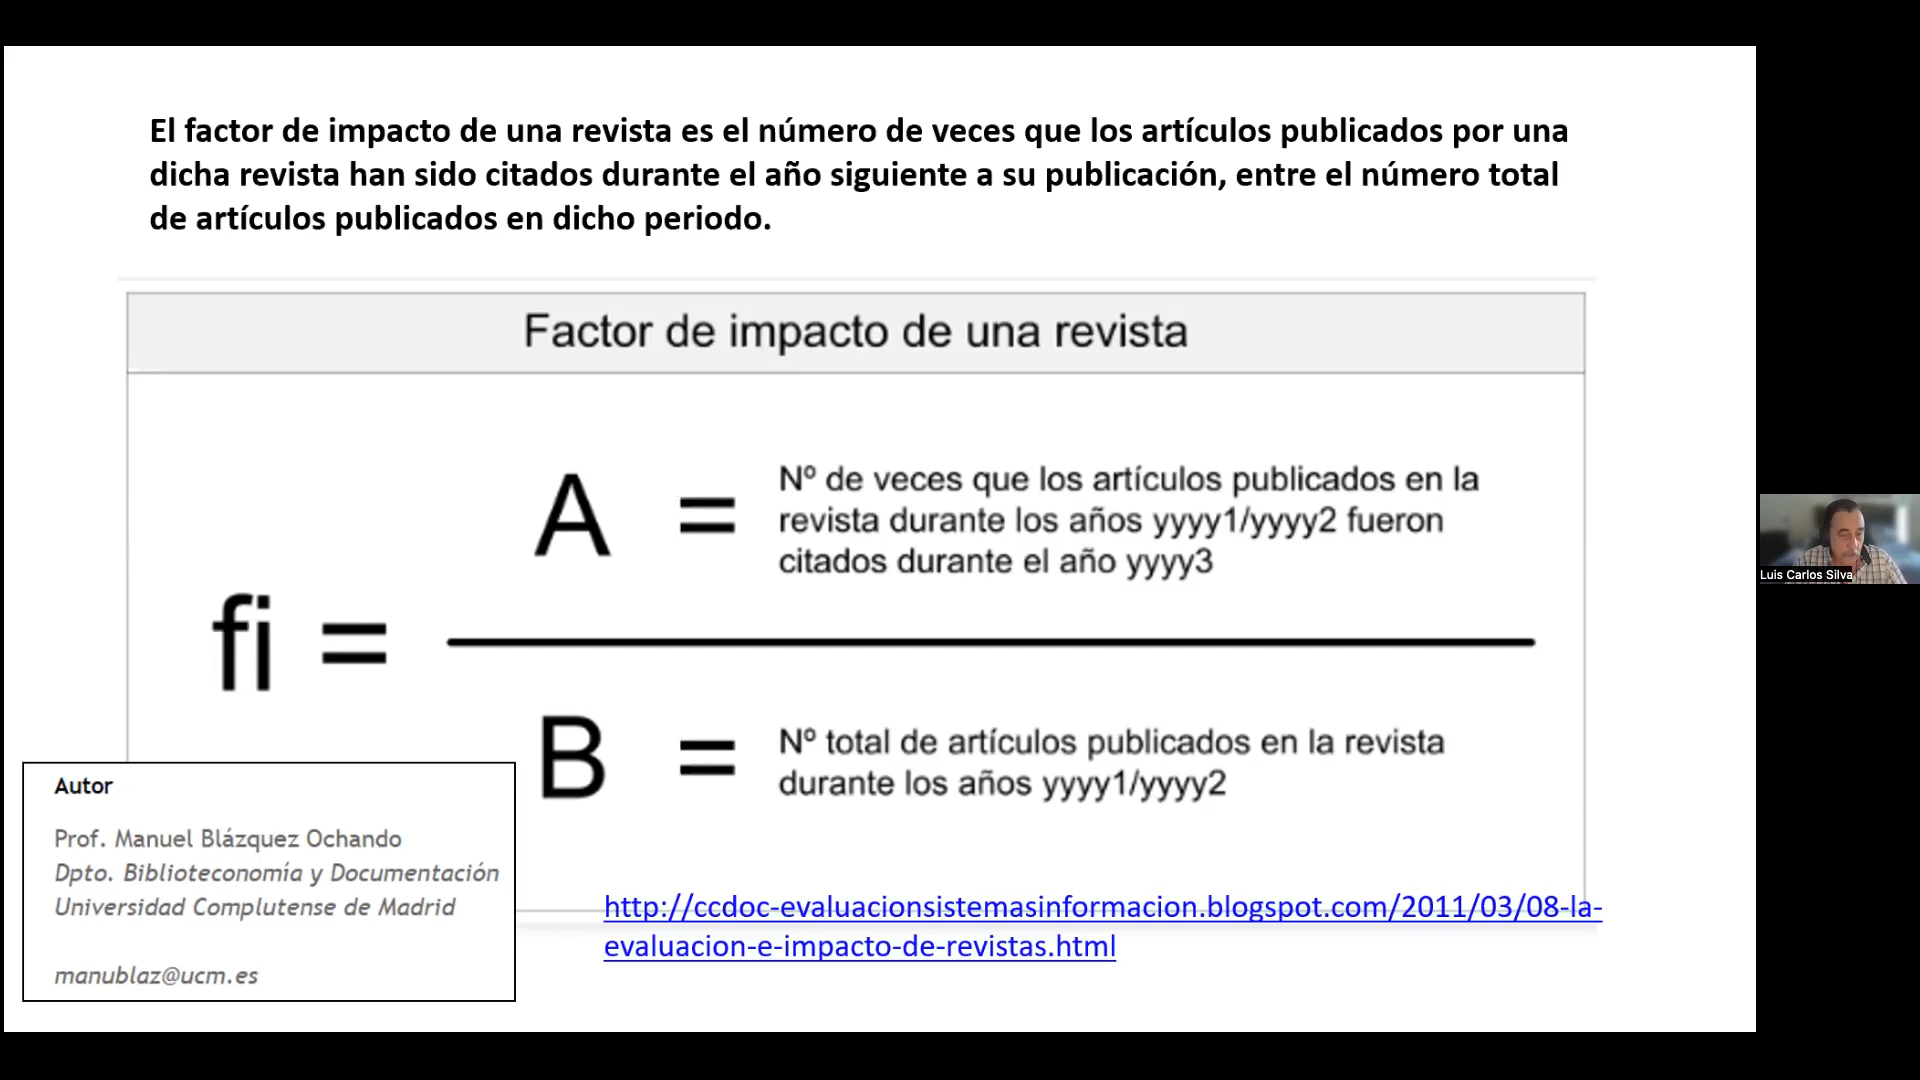 El factor de impacto de una revista es el número de veces que los artículos publicados por una
dicha revista han sido citados durante el año siguiente a su publicación, entre el número total
de artículos publicados en dicho periodo.
Factor de impacto de una revista
fi =
A =
Nº de veces que los artículos publicados en la
revista durante los años yyyy1/yyyy2 fueron
citados durante el año yyyy3
B =
Nº total de artículos publicados en la revista
durante los años yyyy1/yyyy2
Autor
Prof. Manuel Blázquez Ochando
Dpto. Biblioteconomía y Documentación
Universidad Complutense de Madrid
manublaz@ucm.es
http://ccdoc-evaluacionsistemasinformacion.blogspot.com/2011/03/08-la-
evaluacion-e-impacto-de-revistas.html
Luis Carlos Silva